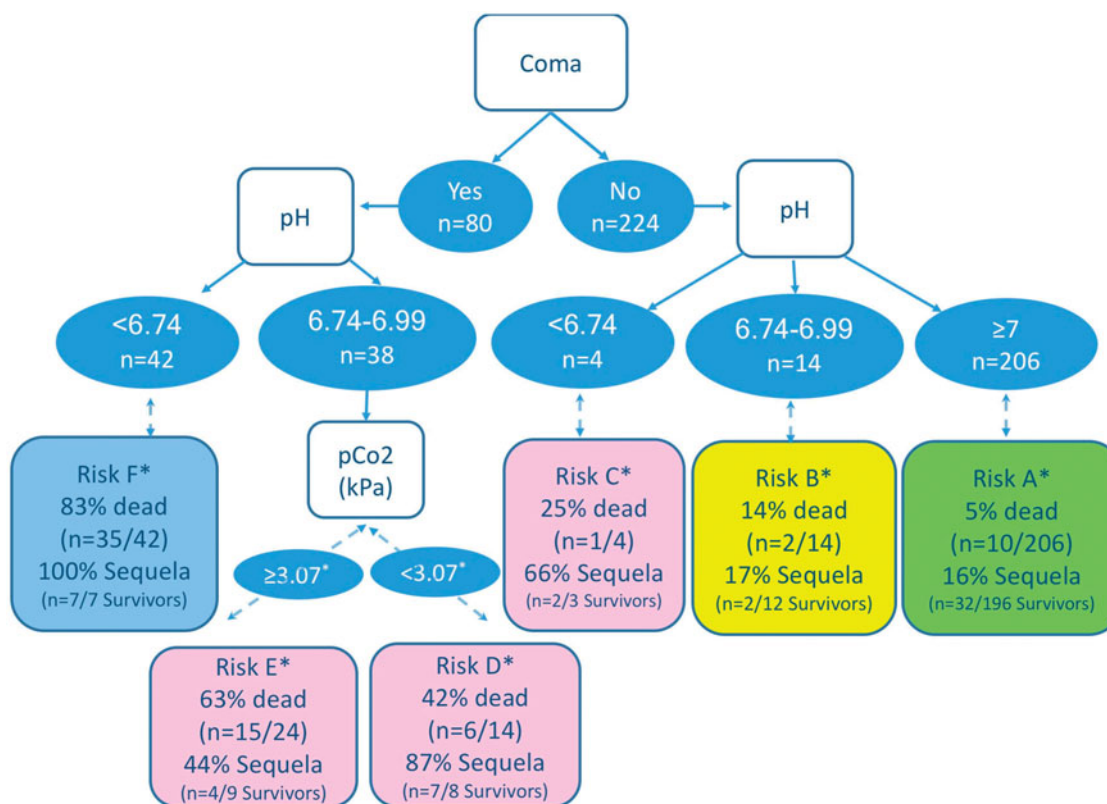 Coma
Yes
n=80
No
n=224
pH
pH
<6.74
n=42
6.74-6.99
n=38
<6.74
n=4
6.74-6.99
n=14
≥7
n=206
Risk F*
83% dead
(n=35/42)
100% Sequela
(n=7/7 Survivors)
pCo2
(kPa)
Risk C*
25% dead
(n=1/4)
66% Sequela
(n=2/3 Survivors)
Risk B*
14% dead
(n=2/14)
17% Sequela
(n=2/12 Survivors)
Risk A*
5% dead
(n=10/206)
16% Sequela
(n=32/196 Survivors)
≥3.07*
<3.07*
Risk E*
63% dead
(n=15/24)
44% Sequela
(n=4/9 Survivors)
Risk D*
42% dead
(n=6/14)
87% Sequela
(n=7/8 Survivors)